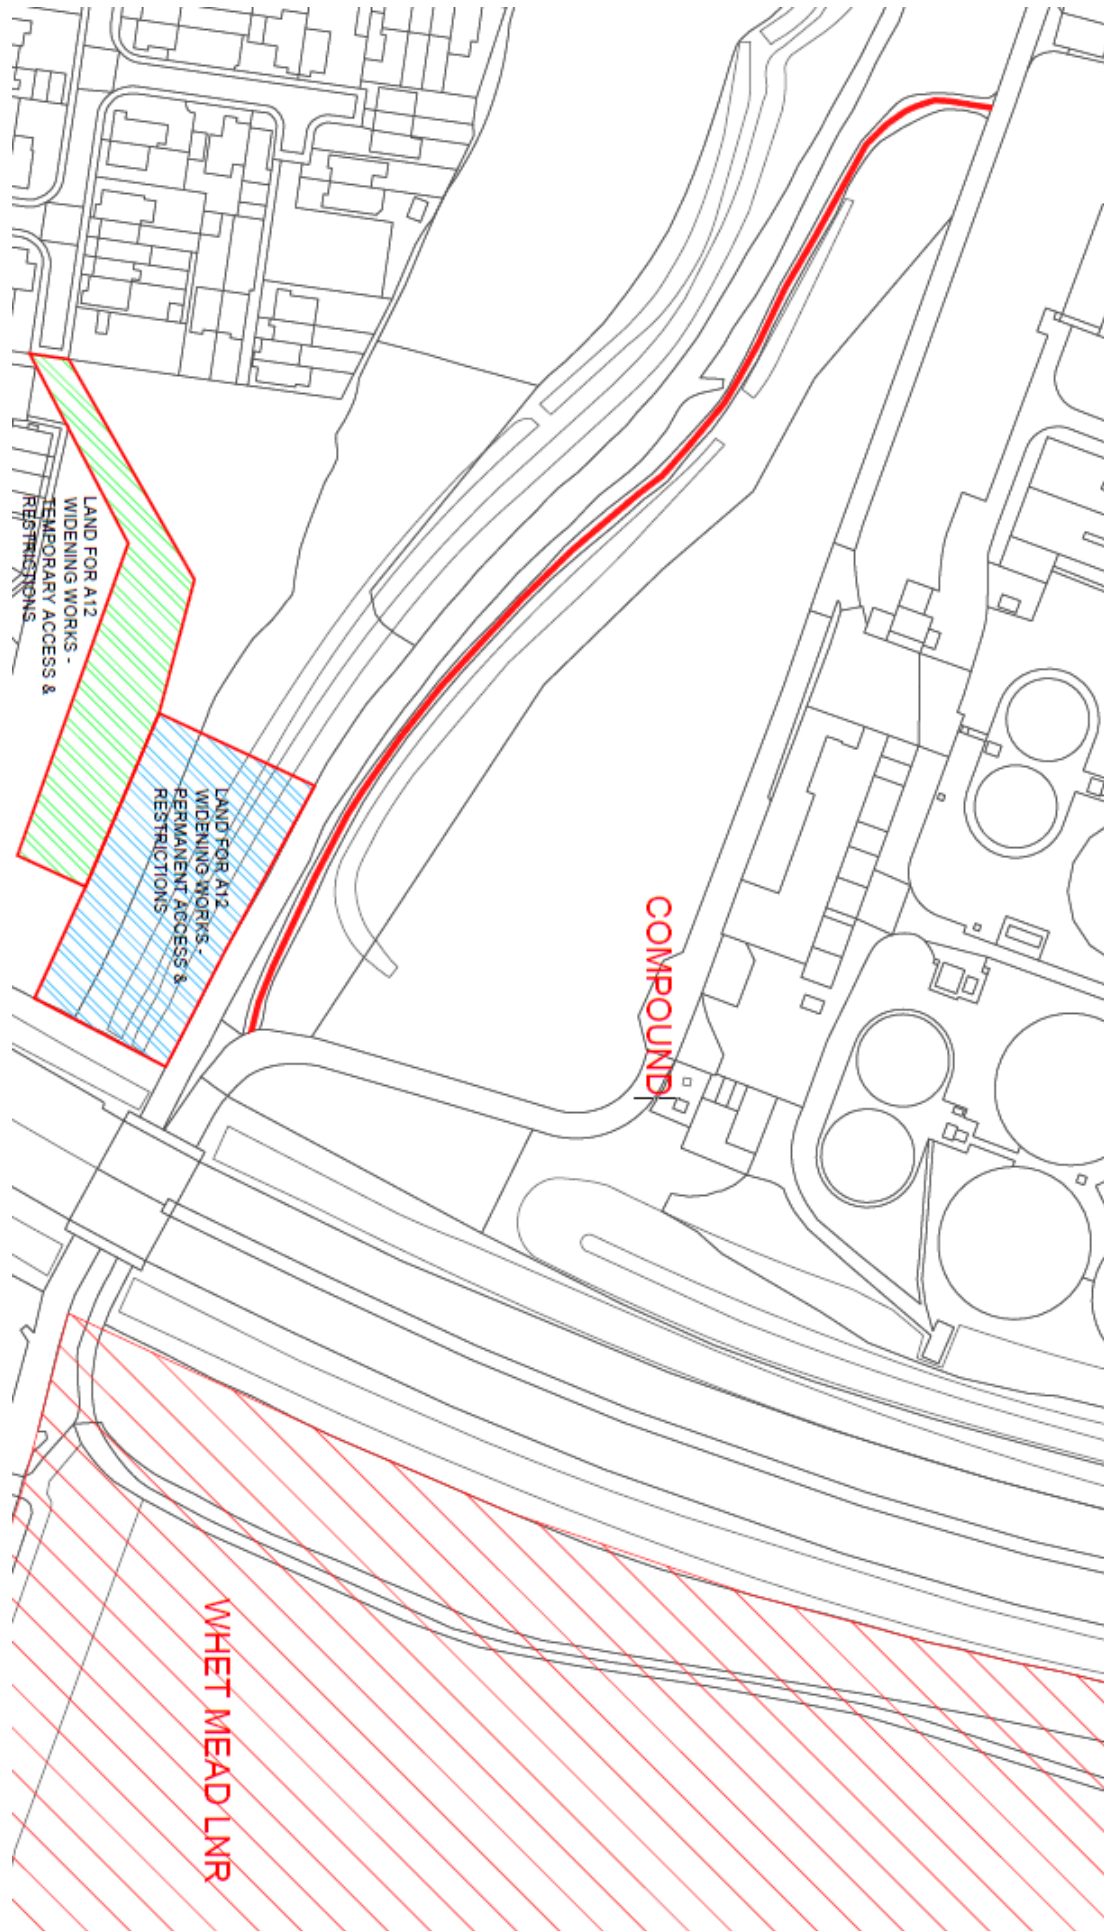 LAND FOR A12
WIDENING WORKS -
TEMPORARY ACCESS &
RESTRICTIONS
LAND FOR A12
WIDENING WORKS -
PERMANENT ACCESS &
RESTRICTIONS
COMPOUND
WHET MEAD LNR